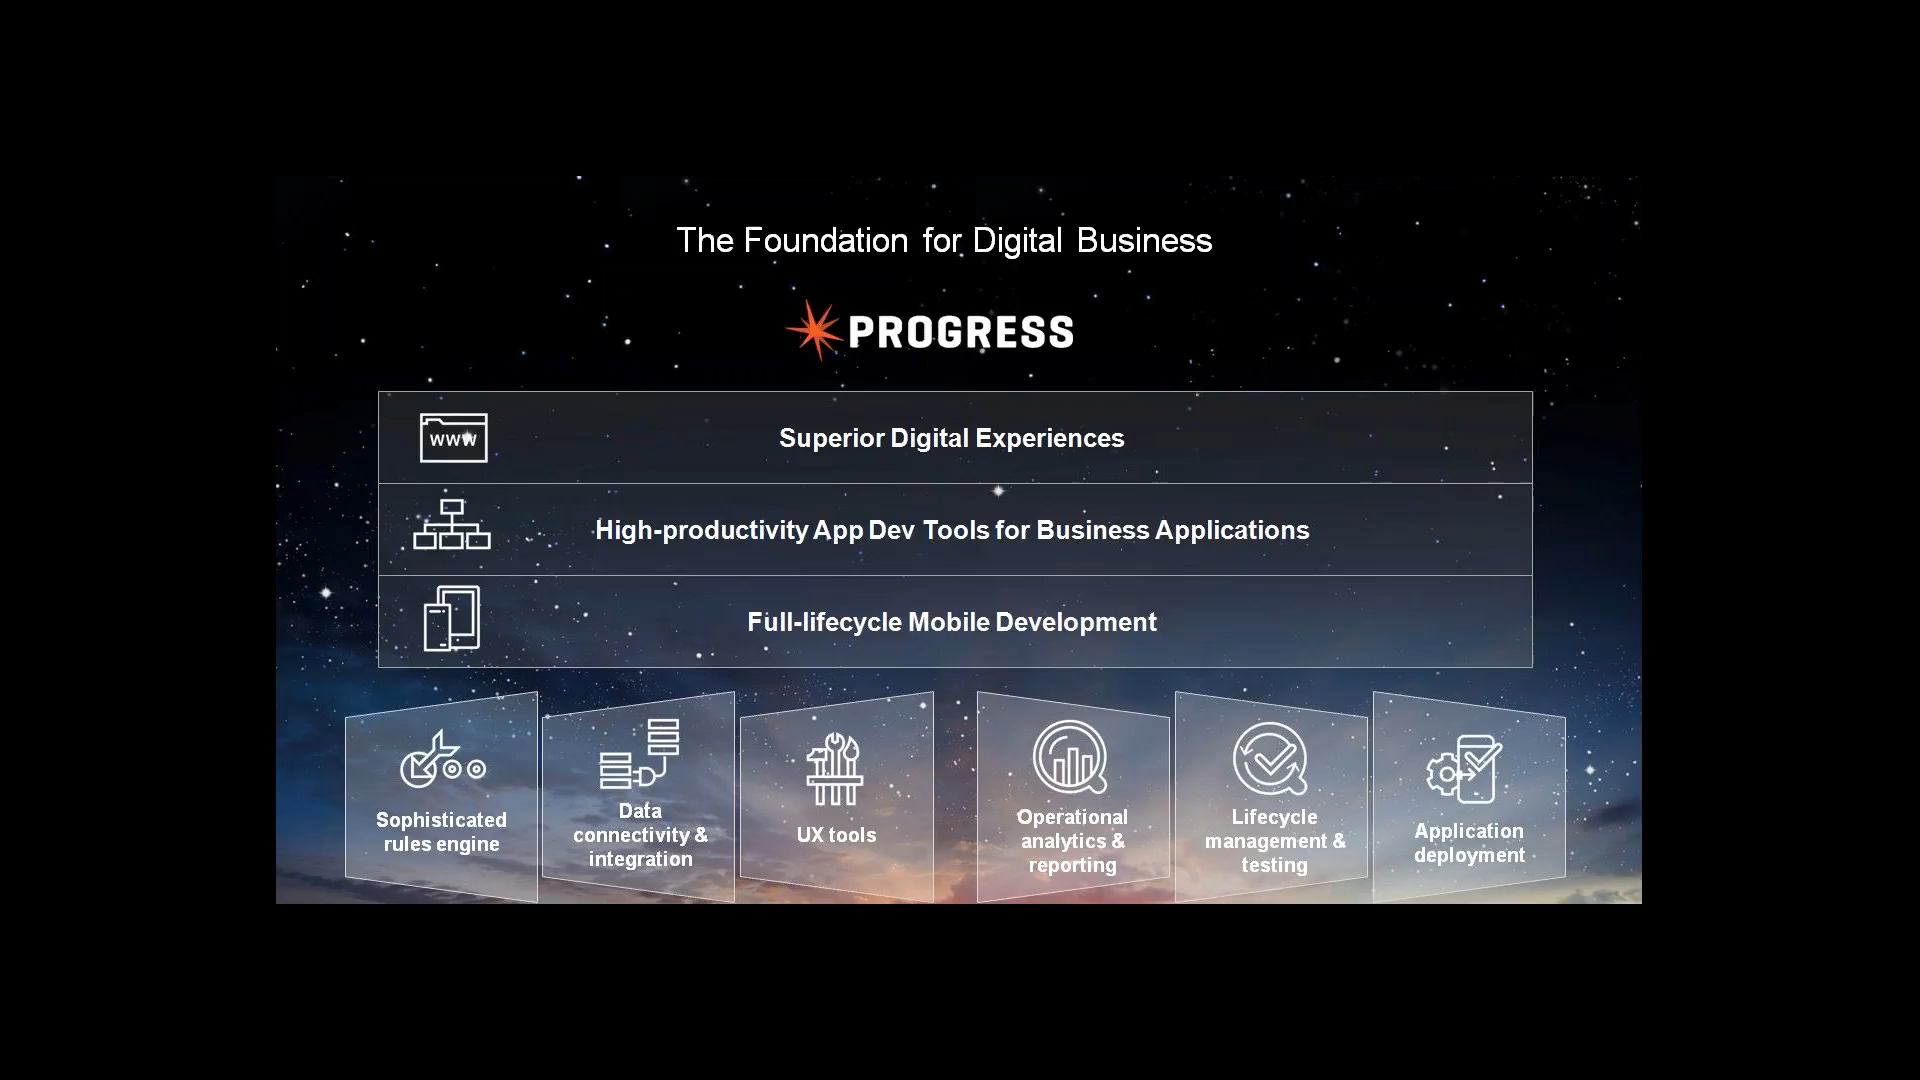 The Foundation for Digital Business
PROGRESS
www
Superior Digital Experiences
High-productivity App Dev Tools for Business Applications
Full-lifecycle Mobile Development
Sophisticated
rules engine
Data
connectivity &
integration
UX tools
Operational
analytics &
reporting
Lifecycle
management &
testing
Application
deployment